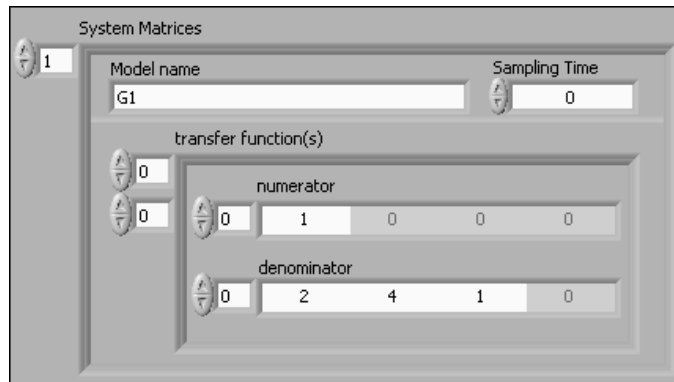 System Matrices
1
Model name
Sampling Time
G1
0
transfer function(s)
0
numerator
0
0
1
0
0
0
denominator
0
2
4
1
0